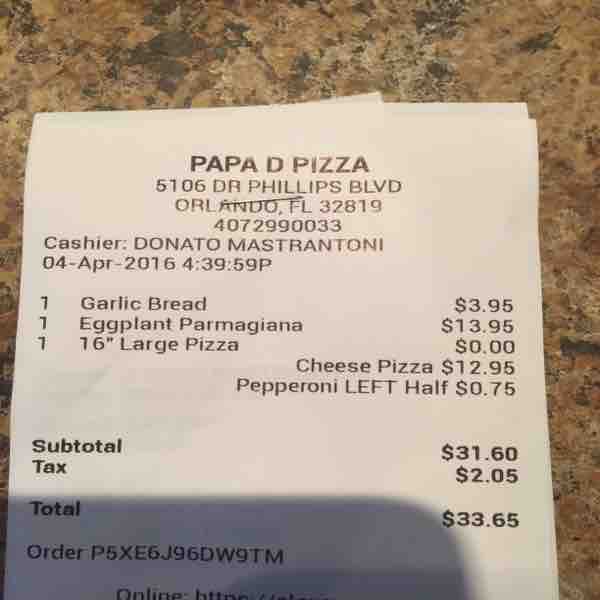 PAPA D PIZZA
5106 DR PHILLIPS BLVD
ORLANDO, FL 32819
4072990033
Cashier: DONATO MASTRANTONI
04-Apr-2016 4:39:59P
1 Garlic Bread $3.95
1 Eggplant Parmagiana $13.95
1 16" Large Pizza $0.00
Cheese Pizza $12.95
Pepperoni LEFT Half $0.75
Subtotal $31.60
Tax $2.05
Total $33.65
Order P5XE6J96DW9TM
Online: